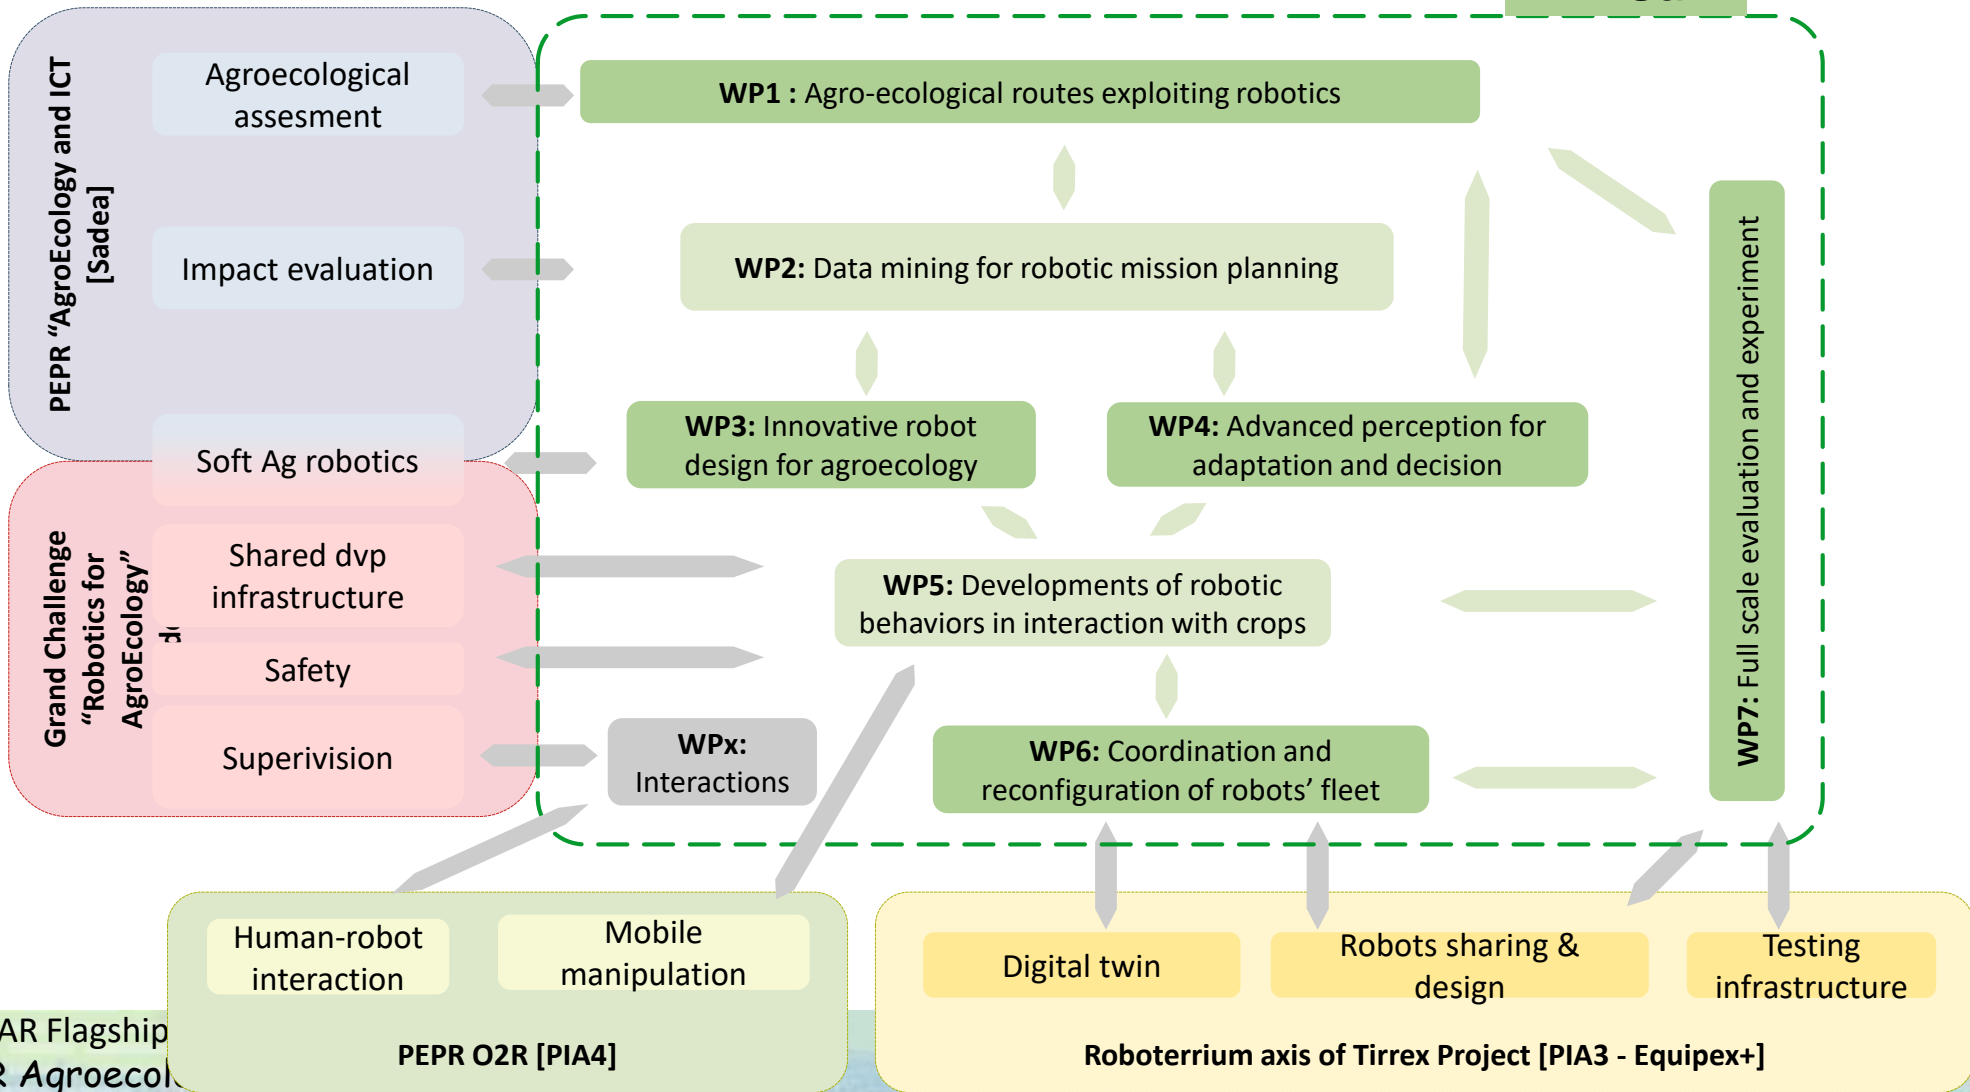 PEPR “AgroEcology and ICT
[Sadea]
Agroecological
assesment
Impact evaluation
Soft Ag robotics
Grand Challenge
“Robotics for
AgroEcology”
Shared dvp
infrastructure
Safety
Superivision
WP1 : Agro-ecological routes exploiting robotics
WP2: Data mining for robotic mission planning
WP3: Innovative robot
design for agroecology
WP4: Advanced perception for
adaptation and decision
WP5: Developments of robotic
behaviors in interaction with crops
WPx:
Interactions
WP6: Coordination and
reconfiguration of robots’ fleet
WP7: Full scale evaluation and experiment
Human-robot
interaction
Mobile
manipulation
PEPR O2R [PIA4]
Digital twin
Robots sharing &
design
Testing
infrastructure
Roboterrium axis of Tirrex Project [PIA3 - Equipex+]
AR Flagship